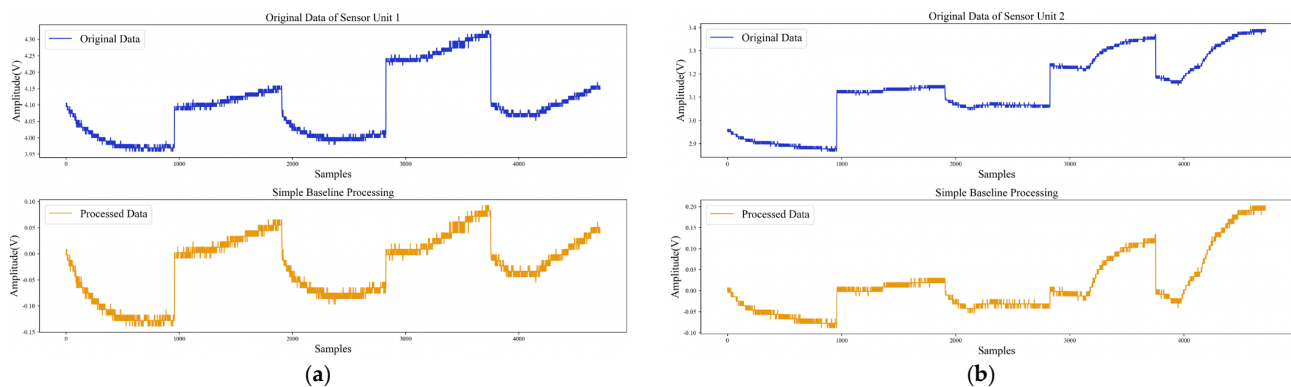 Original Data of Sensor Unit 1
Original Data
Amplitude(V)
4.30
4.25
4.20
4.15
4.10
4.05
4.00
3.95
0 1000 2000 3000 4000
Samples
Simple Baseline Processing
Processed Data
Amplitude(V)
0.10
0.05
0.00
-0.05
-0.10
-0.15
0 1000 2000 3000 4000
Samples
(a)
Original Data of Sensor Unit 2
Original Data
Amplitude(V)
3.4
3.3
3.2
3.1
3.0
2.9
0 1000 2000 3000 4000
Samples
Simple Baseline Processing
Processed Data
Amplitude(V)
0.20
0.15
0.10
0.05
0.00
-0.05
-0.10
0 1000 2000 3000 4000
Samples
(b)